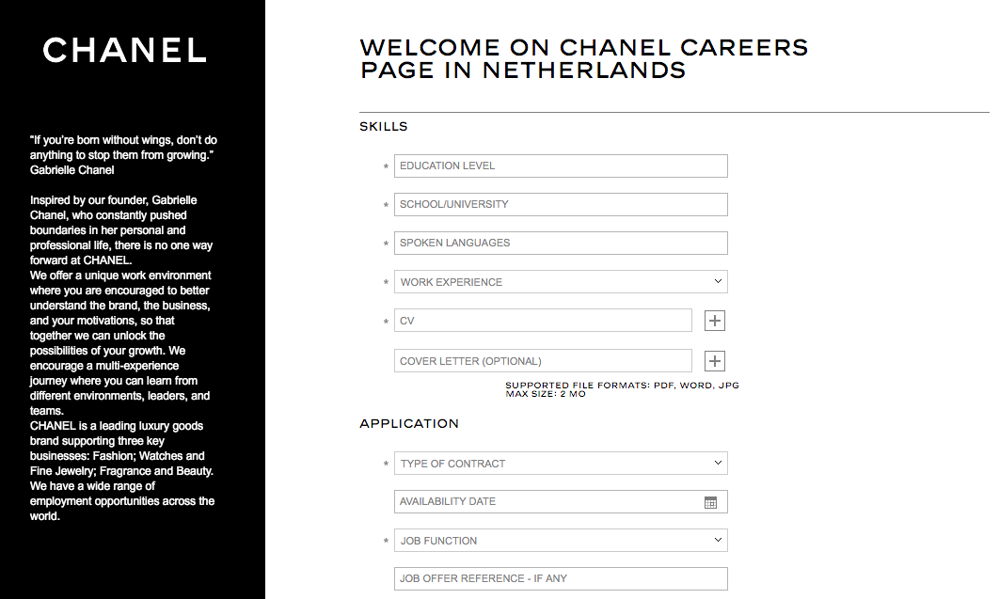 CHANEL
“If you’re born without wings, don’t do
anything to stop them from growing.”
Gabrielle Chanel
Inspired by our founder, Gabrielle
Chanel, who constantly pushed
boundaries in her personal and
professional life, there is no one way
forward at CHANEL.
We offer a unique work environment
where you are encouraged to better
understand the brand, the business,
and your motivations, so that
together we can unlock the
possibilities of your growth. We
encourage a multi-experience
journey where you can learn from
different environments, leaders, and
teams.
CHANEL is a leading luxury goods
brand supporting three key
businesses: Fashion; Watches and
Fine Jewelry; Fragrance and Beauty.
We have a wide range of
employment opportunities across the
world.
WELCOME ON CHANEL CAREERS
PAGE IN NETHERLANDS
SKILLS
* EDUCATION LEVEL
* SCHOOL/UNIVERSITY
* SPOKEN LANGUAGES
* WORK EXPERIENCE
* CV
COVER LETTER (OPTIONAL)
SUPPORTED FILE FORMATS: PDF, WORD, JPG
MAX SIZE: 2 MO
APPLICATION
* TYPE OF CONTRACT
AVAILABILITY DATE
* JOB FUNCTION
JOB OFFER REFERENCE - IF ANY